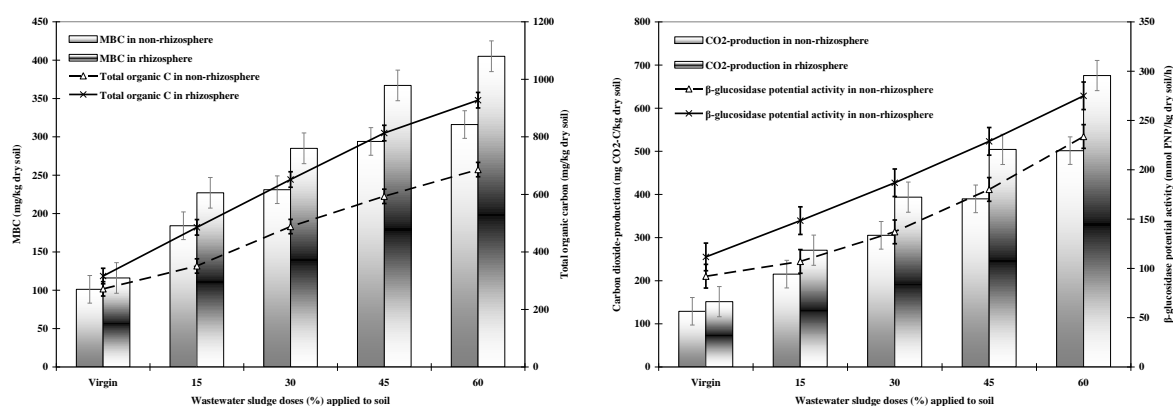 MBC in non-rhizosphere
MBC in rhizosphere
Total organic C in non-rhizosphere
Total organic C in rhizosphere
MBC (mg/kg dry soil)
450
400
350
300
250
200
150
100
50
0
1200
1000
800
600
400
200
0
Total organic carbon (mg/kg dry soil)
Virgin 15 30 45 60
Wastewater sludge doses (%) applied to soil
CO2-production in non-rhizosphere
CO2-production in rhizosphere
β-glucosidase potential activity in non-rhizosphere
β-glucosidase potential activity in rhizosphere
Carbon dioxide-production (mg CO2-C/kg dry soil)
800
700
600
500
400
300
200
100
0
350
300
250
200
150
100
50
0
β-glucosidase potential activity (mmol PNP/kg dry soil/h)
Virgin 15 30 45 60
Wastewater sludge doses (%) applied to soil